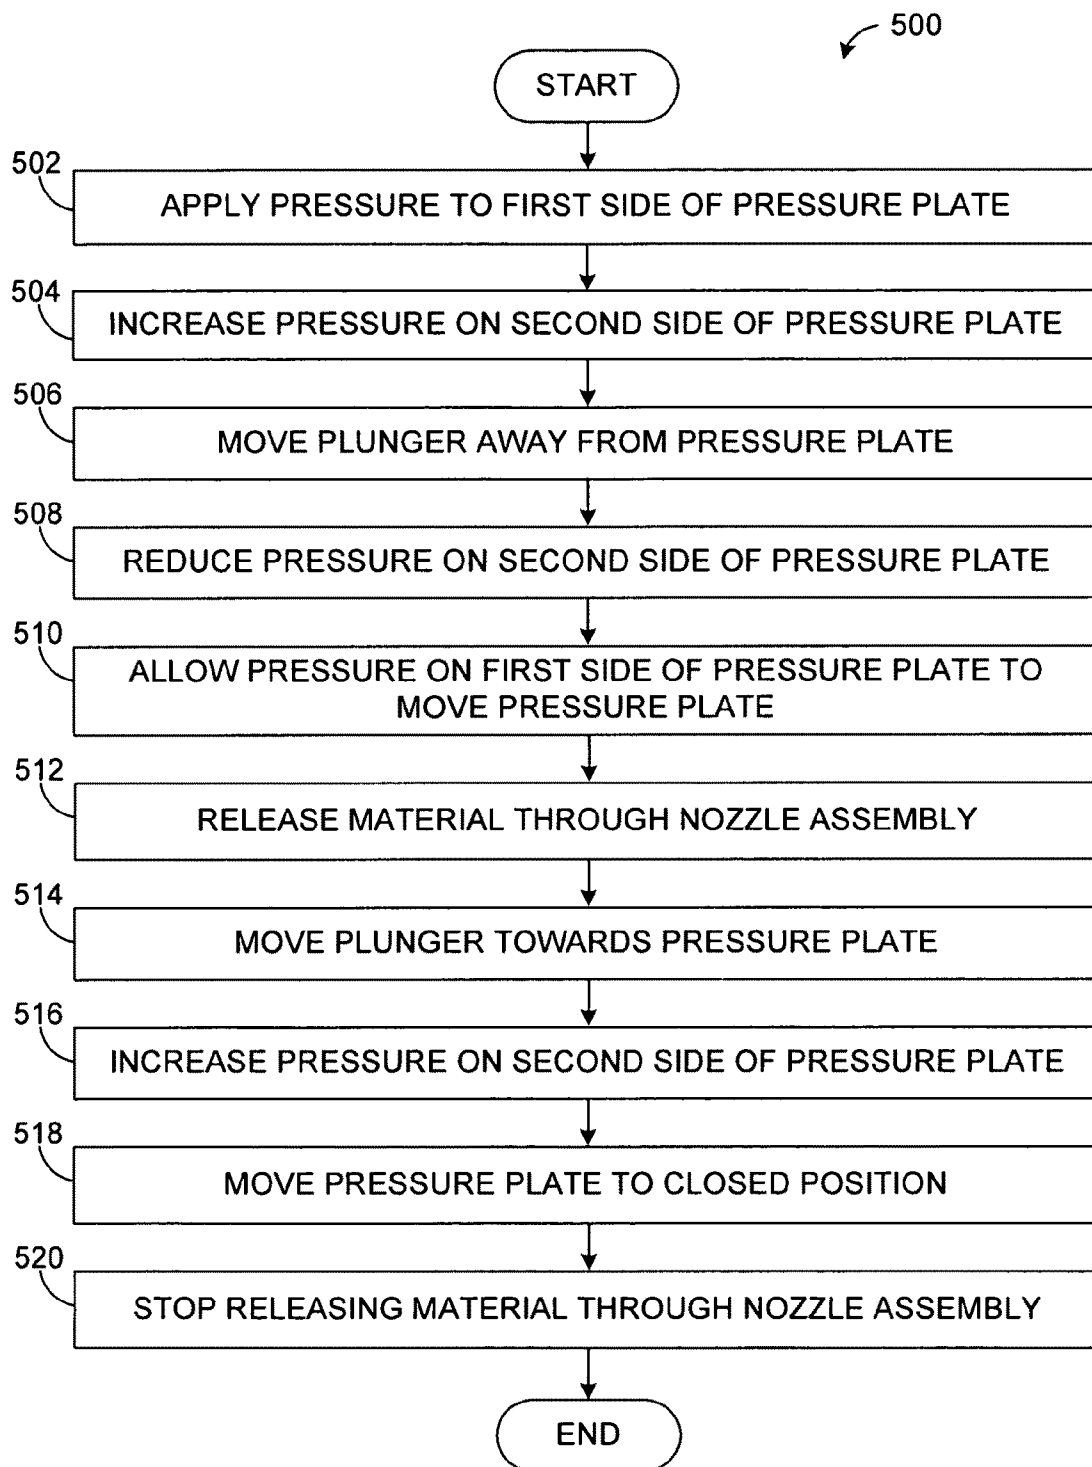 500
START
502
APPLY PRESSURE TO FIRST SIDE OF PRESSURE PLATE
504
INCREASE PRESSURE ON SECOND SIDE OF PRESSURE PLATE
506
MOVE PLUNGER AWAY FROM PRESSURE PLATE
508
REDUCE PRESSURE ON SECOND SIDE OF PRESSURE PLATE
510
ALLOW PRESSURE ON FIRST SIDE OF PRESSURE PLATE TO
MOVE PRESSURE PLATE
512
RELEASE MATERIAL THROUGH NOZZLE ASSEMBLY
514
MOVE PLUNGER TOWARDS PRESSURE PLATE
516
INCREASE PRESSURE ON SECOND SIDE OF PRESSURE PLATE
518
MOVE PRESSURE PLATE TO CLOSED POSITION
520
STOP RELEASING MATERIAL THROUGH NOZZLE ASSEMBLY
END